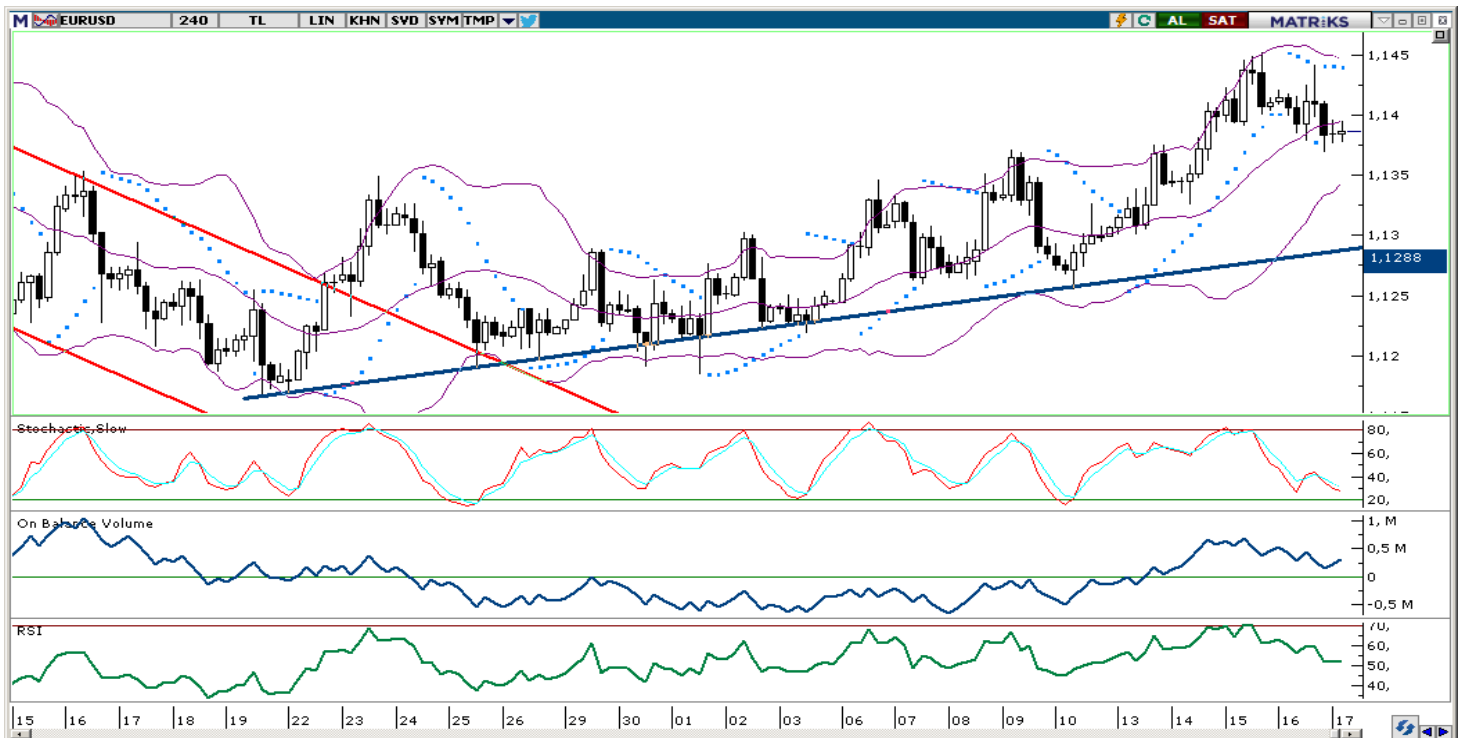 M EURUSD 240 TL LIN KHN SVD SYM TMP C AL SAT MATRİKS
1,145
1,14
1,135
1,13
1,1288
1,125
1,12
Stochastic,Slow
80,
60,
40,
20,
On Balance Volume
1, M
0,5 M
0
-0,5 M
RSI
70,
60,
50,
40,
15 16 17 18 19 22 23 24 25 26 29 30 01 02 03 06 07 08 09 10 13 14 15 16 17